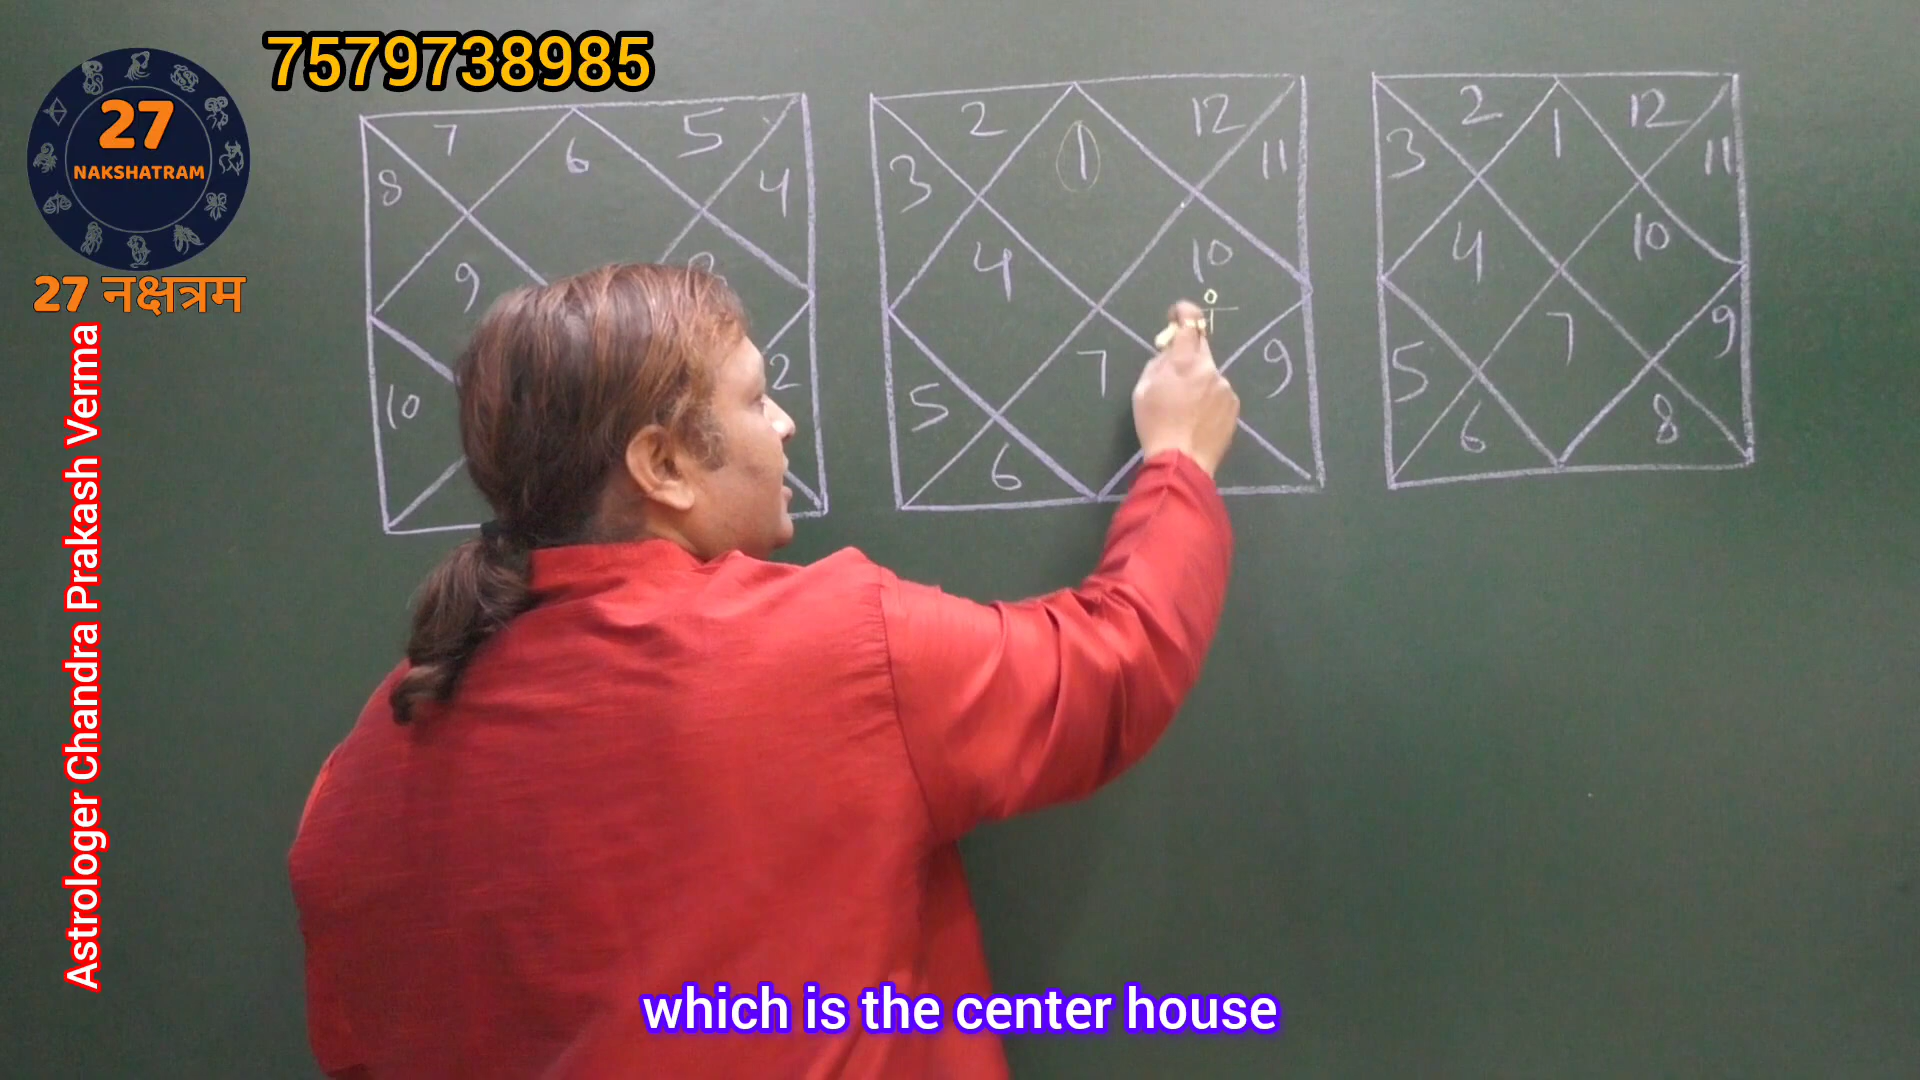 7579738985
27
NAKSHATRAM
27 नक्षत्रम
Astrologer Chandra Prakash Verma
7 6 5
8 4
9
10 2
2 1 12
3 11
4 10
7
5 9
6
2 1 12
3 11
4 10
7
5 9
6 8
which is the center house